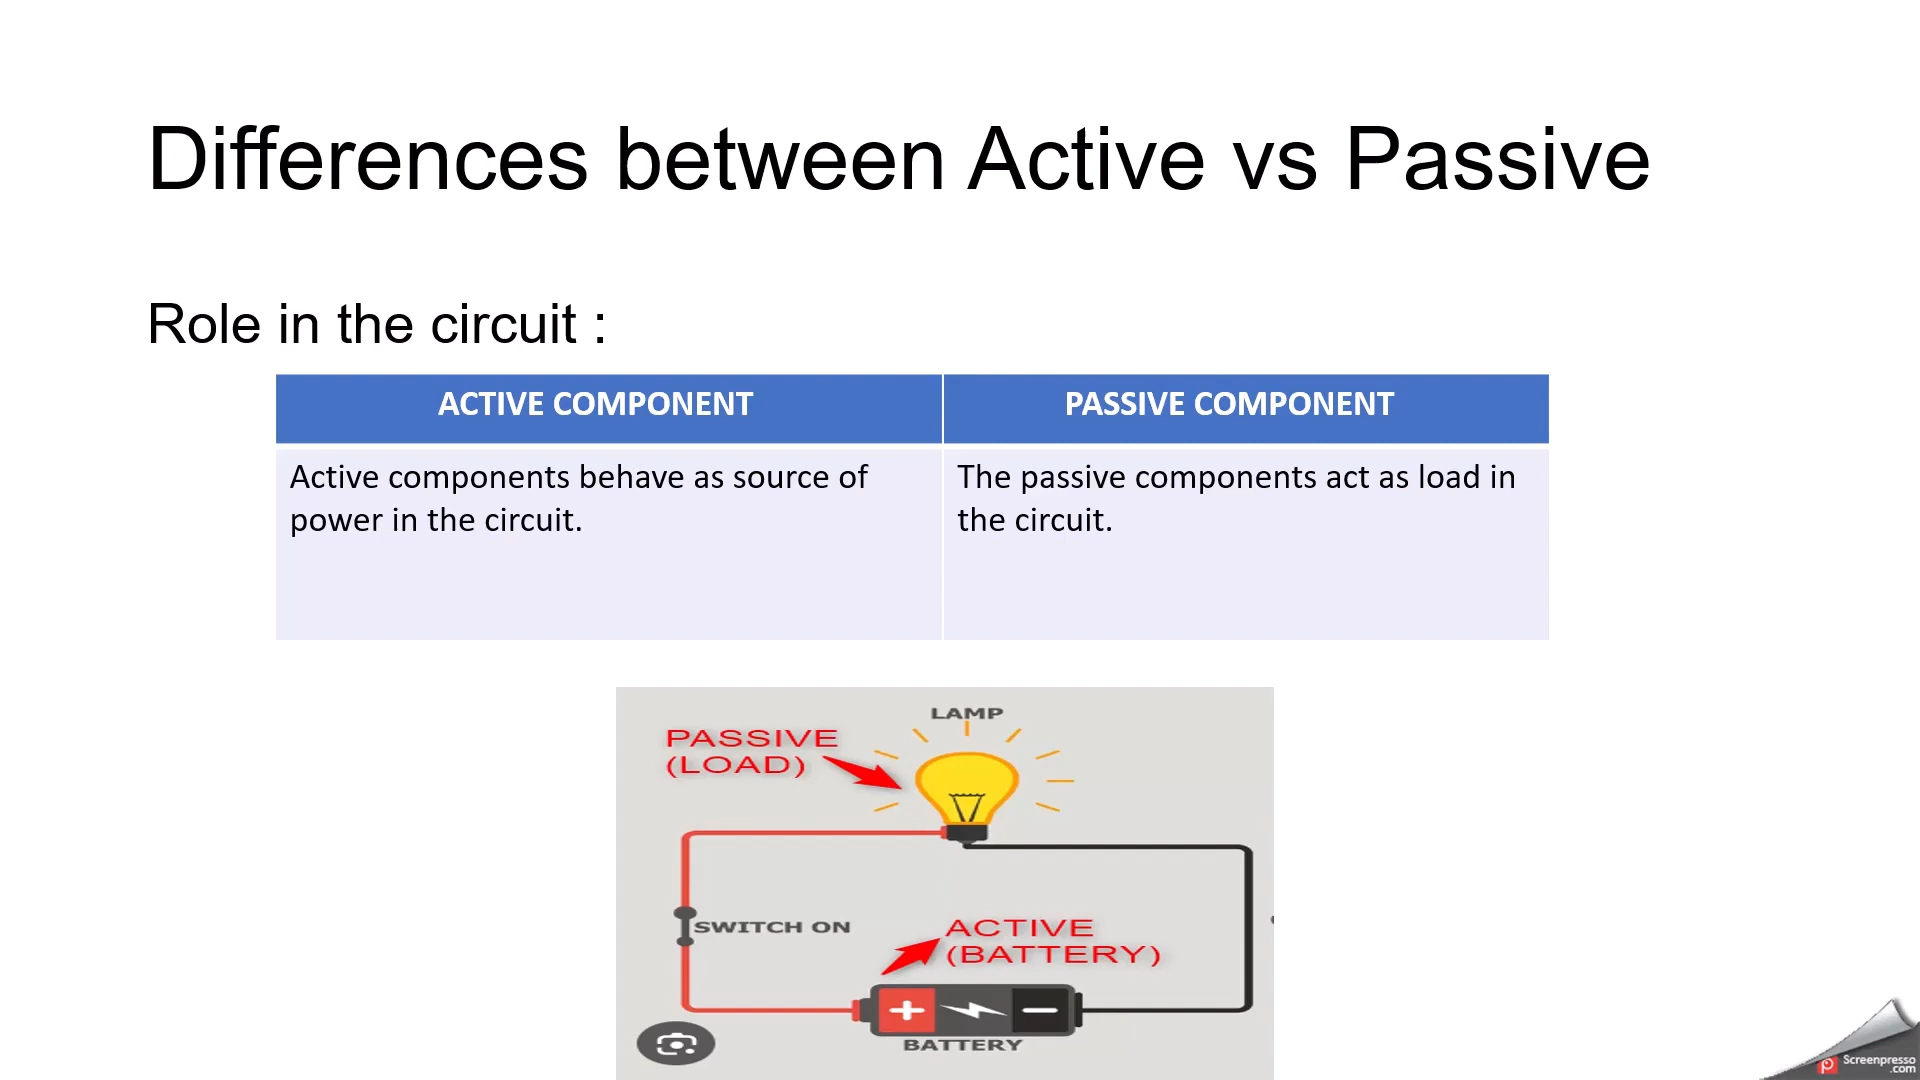 Differences between Active vs Passive
Role in the circuit :
ACTIVE COMPONENT
PASSIVE COMPONENT
Active components behave as source of
power in the circuit.
The passive components act as load in
the circuit.
LAMP
PASSIVE
(LOAD)
SWITCH ON
ACTIVE
(BATTERY)
BATTERY
Screenpresso
.com